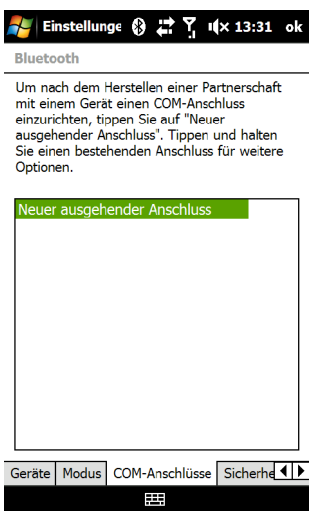 Einstellunge 13:31 ok
Bluetooth
Um nach dem Herstellen einer Partnerschaft
mit einem Gerät einen COM-Anschluss
einzurichten, tippen Sie auf "Neuer
ausgehender Anschluss". Tippen und halten
Sie einen bestehenden Anschluss für weitere
Optionen.
Neuer ausgehender Anschluss
Geräte Modus COM-Anschlüsse Sicherhe